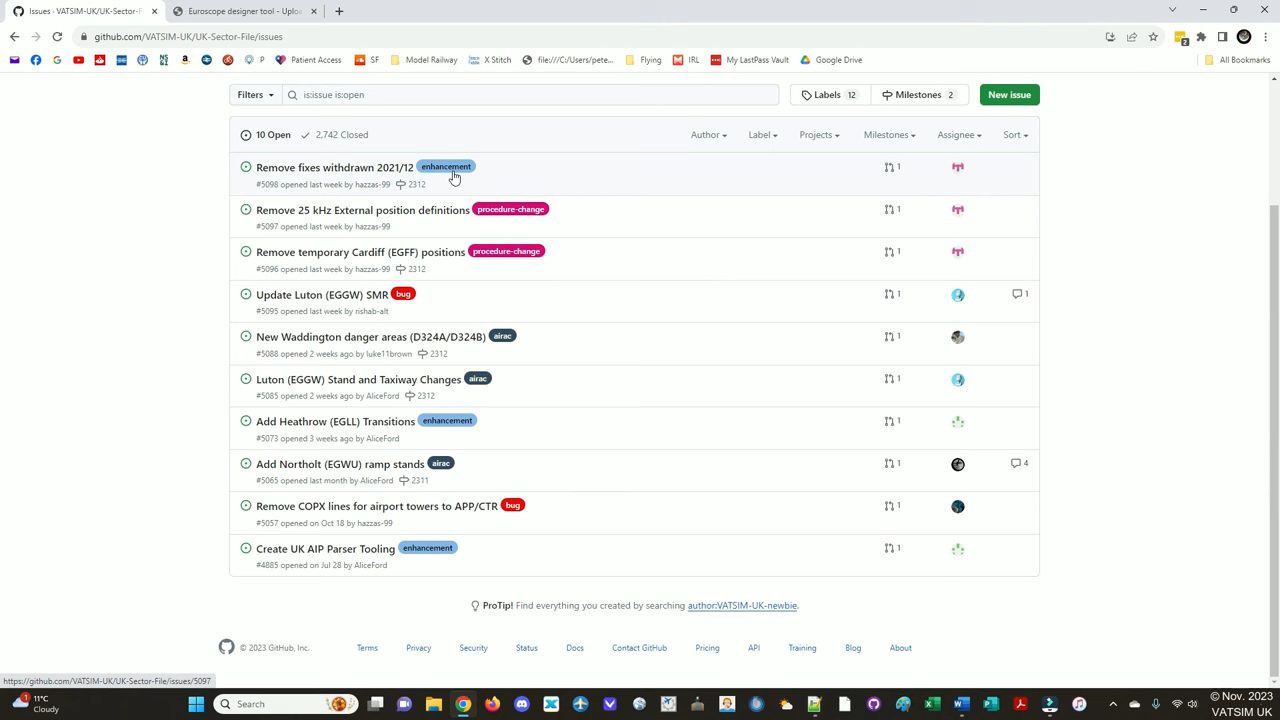 Issues · VATSIM-UK/UK-Sector-F
Euroscope designer tool - Uploa
github.com/VATSIM-UK/UK-Sector-File/issues
P
Patient Access
SF
Model Railway
X Stitch
file:///C:/Users/pete...
Flying
IRL
My LastPass Vault
Google Drive
All Bookmarks
Filters
is:issue is:open
Labels 12
Milestones 2
New issue
10 Open
2,742 Closed
Author
Label
Projects
Milestones
Assignee
Sort
Remove fixes withdrawn 2021/12 enhancement
1
#5098 opened last week by hazzas-99 2312
Remove 25 kHz External position definitions procedure-change
1
#5097 opened last week by hazzas-99
Remove temporary Cardiff (EGFF) positions procedure-change
1
#5096 opened last week by hazzas-99 2312
Update Luton (EGGW) SMR bug
1
1
#5095 opened last week by rishab-alt
New Waddington danger areas (D324A/D324B) airac
1
#5088 opened 2 weeks ago by luke11brown 2312
Luton (EGGW) Stand and Taxiway Changes airac
1
#5085 opened 2 weeks ago by AliceFord 2312
Add Heathrow (EGLL) Transitions enhancement
1
#5073 opened 3 weeks ago by AliceFord
Add Northolt (EGWU) ramp stands airac
1
4
#5065 opened last month by AliceFord 2311
Remove COPX lines for airport towers to APP/CTR bug
1
#5057 opened on Oct 18 by hazzas-99
Create UK AIP Parser Tooling enhancement
1
#4885 opened on Jul 28 by AliceFord
ProTip! Find everything you created by searching author:VATSIM-UK-newbie.
© 2023 GitHub, Inc.
Terms
Privacy
Security
Status
Docs
Contact GitHub
Pricing
API
Training
Blog
About
https://github.com/VATSIM-UK/UK-Sector-File/issues/5097
11°C
Cloudy
Search
© Nov. 2023
VATSIM UK